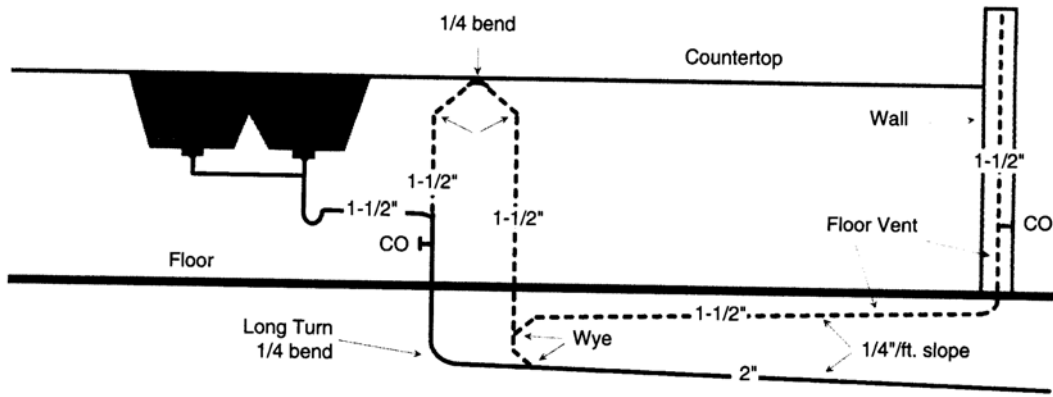 1/4 bend
Countertop
Wall
1-1/2"
1-1/2"
1-1/2"
1-1/2"
Floor Vent
CO
CO
Floor
1-1/2"
Long Turn
1/4 bend
Wye
1/4"/ft. slope
2"